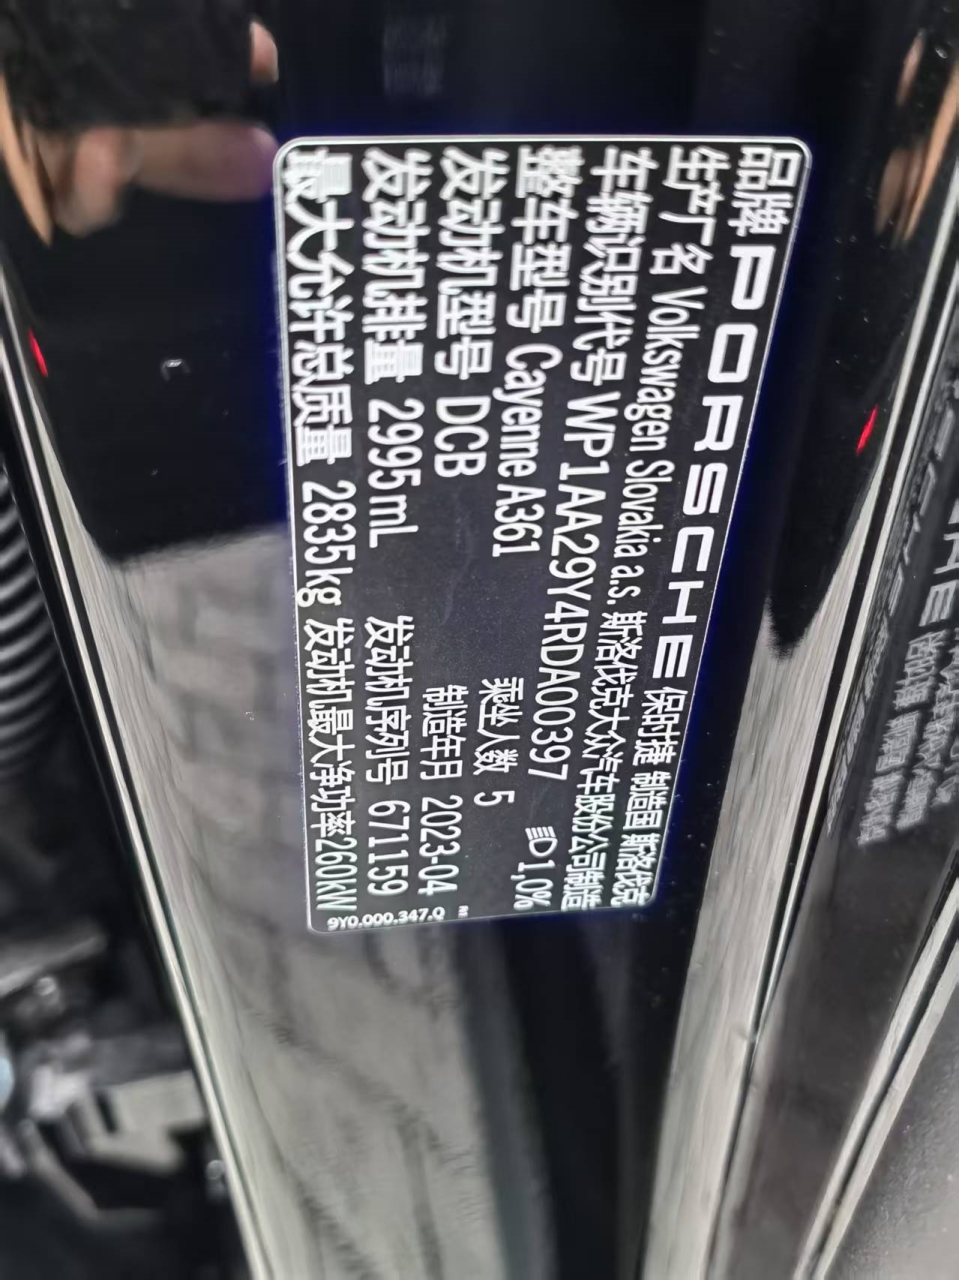 品牌 PORSCHE 保时捷 制造国 斯洛伐克
生产厂名 Volkswagen Slovakia a.s. 斯洛伐克大众汽车股份公司制造
车辆识别代号 WP1AA29Y4RDA00397
整车型号 Cayenne A361 乘坐人数 5 1,0%
发动机型号 DCB 制造年月 2023-04
发动机排量 2995mL 发动机序列号 671159
最大允许总质量 2835kg 发动机最大净功率260kW
9Y0.000.347.Q